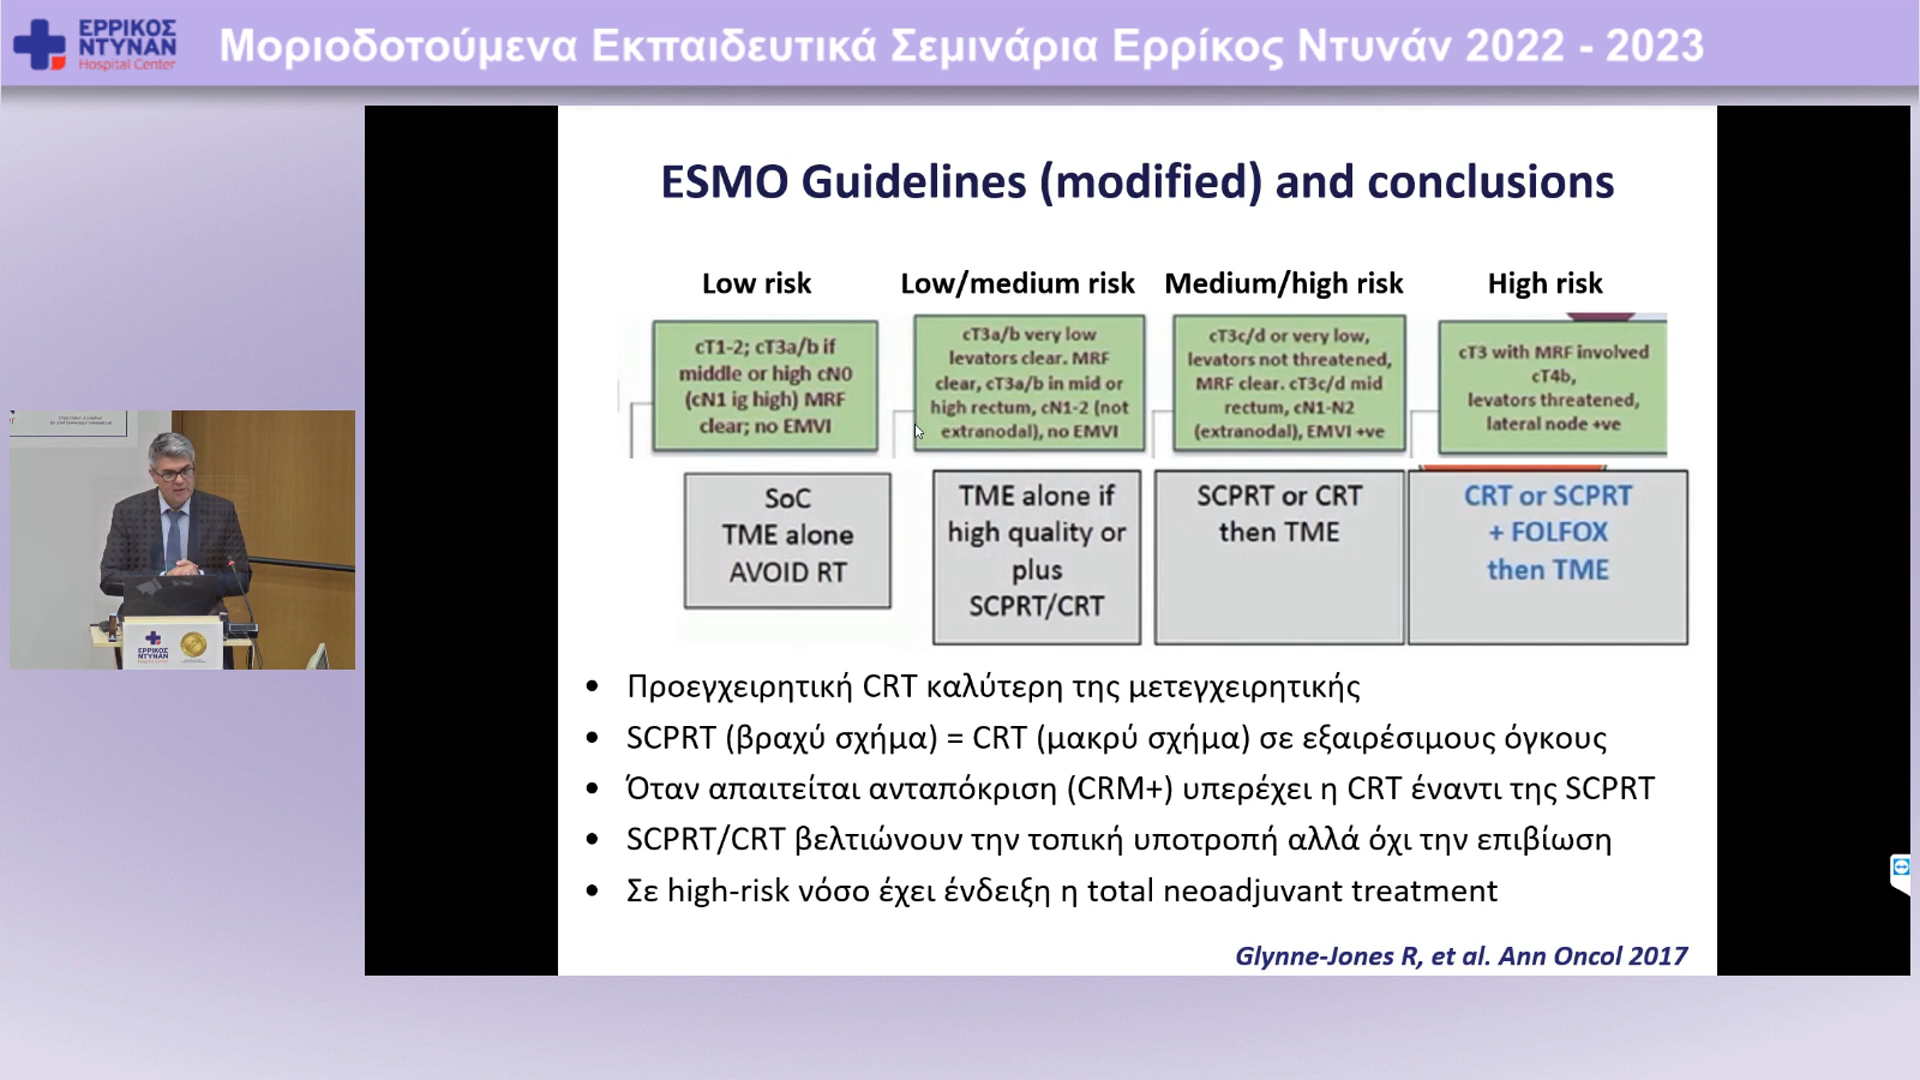 ΕΡΡΙΚΟΣ
ΝΤΥΝΑΝ
Hospital Center
Μοριοδοτούμενα Εκπαιδευτικά Σεμινάρια Ερρίκος Ντυνάν 2022 - 2023
ESMO Guidelines (modified) and conclusions
Low risk
Low/medium risk
Medium/high risk
High risk
cT1-2; cT3a/b if
middle or high cN0
(cN1 ig high) MRF
clear; no EMVI
cT3a/b very low
levators clear. MRF
clear, cT3a/b in mid or
high rectum, cN1-2 (not
extranodal), no EMVI
cT3c/d or very low,
levators not threatened,
MRF clear. cT3c/d mid
rectum, cN1-N2
(extranodal), EMVI +ve
cT3 with MRF involved
cT4b,
levators threatened,
lateral node +ve
SoC
TME alone
AVOID RT
TME alone if
high quality or
plus
SCPRT/CRT
SCPRT or CRT
then TME
CRT or SCPRT
+ FOLFOX
then TME
• Προεγχειρητική CRT καλύτερη της μετεγχειρητικής
• SCPRT (βραχύ σχήμα) = CRT (μακρύ σχήμα) σε εξαιρέσιμους όγκους
• Όταν απαιτείται ανταπόκριση (CRM+) υπερέχει η CRT έναντι της SCPRT
• SCPRT/CRT βελτιώνουν την τοπική υποτροπή αλλά όχι την επιβίωση
• Σε high-risk νόσο έχει ένδειξη η total neoadjuvant treatment
Glynne-Jones R, et al. Ann Oncol 2017
ΕΡΡΙΚΟΣ
ΝΤΥΝΑΝ